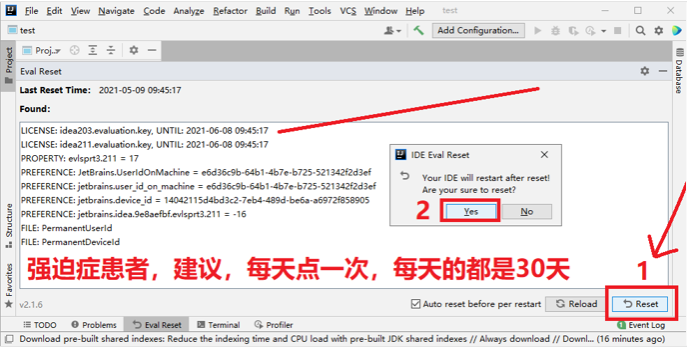 File Edit View Navigate Code Analyze Refactor Build Run Tools VCS Window Help test
test
Add Configuration...
Project
Proj...
Eval Reset
Last Reset Time: 2021-05-09 09:45:17
Found:
LICENSE: idea203.evaluation.key, UNTIL: 2021-06-08 09:45:17
LICENSE: idea211.evaluation.key, UNTIL: 2021-06-08 09:45:17
PROPERTY: evlsprt3.211 = 17
PREFERENCE: JetBrains.UserIdOnMachine = e6d36c9b-64b1-4b7e-b725-521342f2d3ef
PREFERENCE: jetbrains.user_id_on_machine = e6d36c9b-64b1-4b7e-b725-521342f2d3ef
PREFERENCE: jetbrains.device_id = 14042115d4bd3c2-7eb4-489d-be6a-a6972f858905
PREFERENCE: jetbrains.idea.9e8aefbf.evlsprt3.211 = -16
FILE: PermanentUserId
FILE: PermanentDeviceId
IDE Eval Reset
Your IDE will restart after reset!
Are your sure to reset?
2
Yes
No
强迫症患者，建议，每天点一次，每天的都是30天
1
v2.1.6
Auto reset before per restart
Reload
Reset
Structure
Favorites
Database
TODO
Problems
Eval Reset
Terminal
Profiler
1 Event Log
Download pre-built shared indexes: Reduce the indexing time and CPU load with pre-built JDK shared indexes // Always download // Downl... (16 minutes ago)